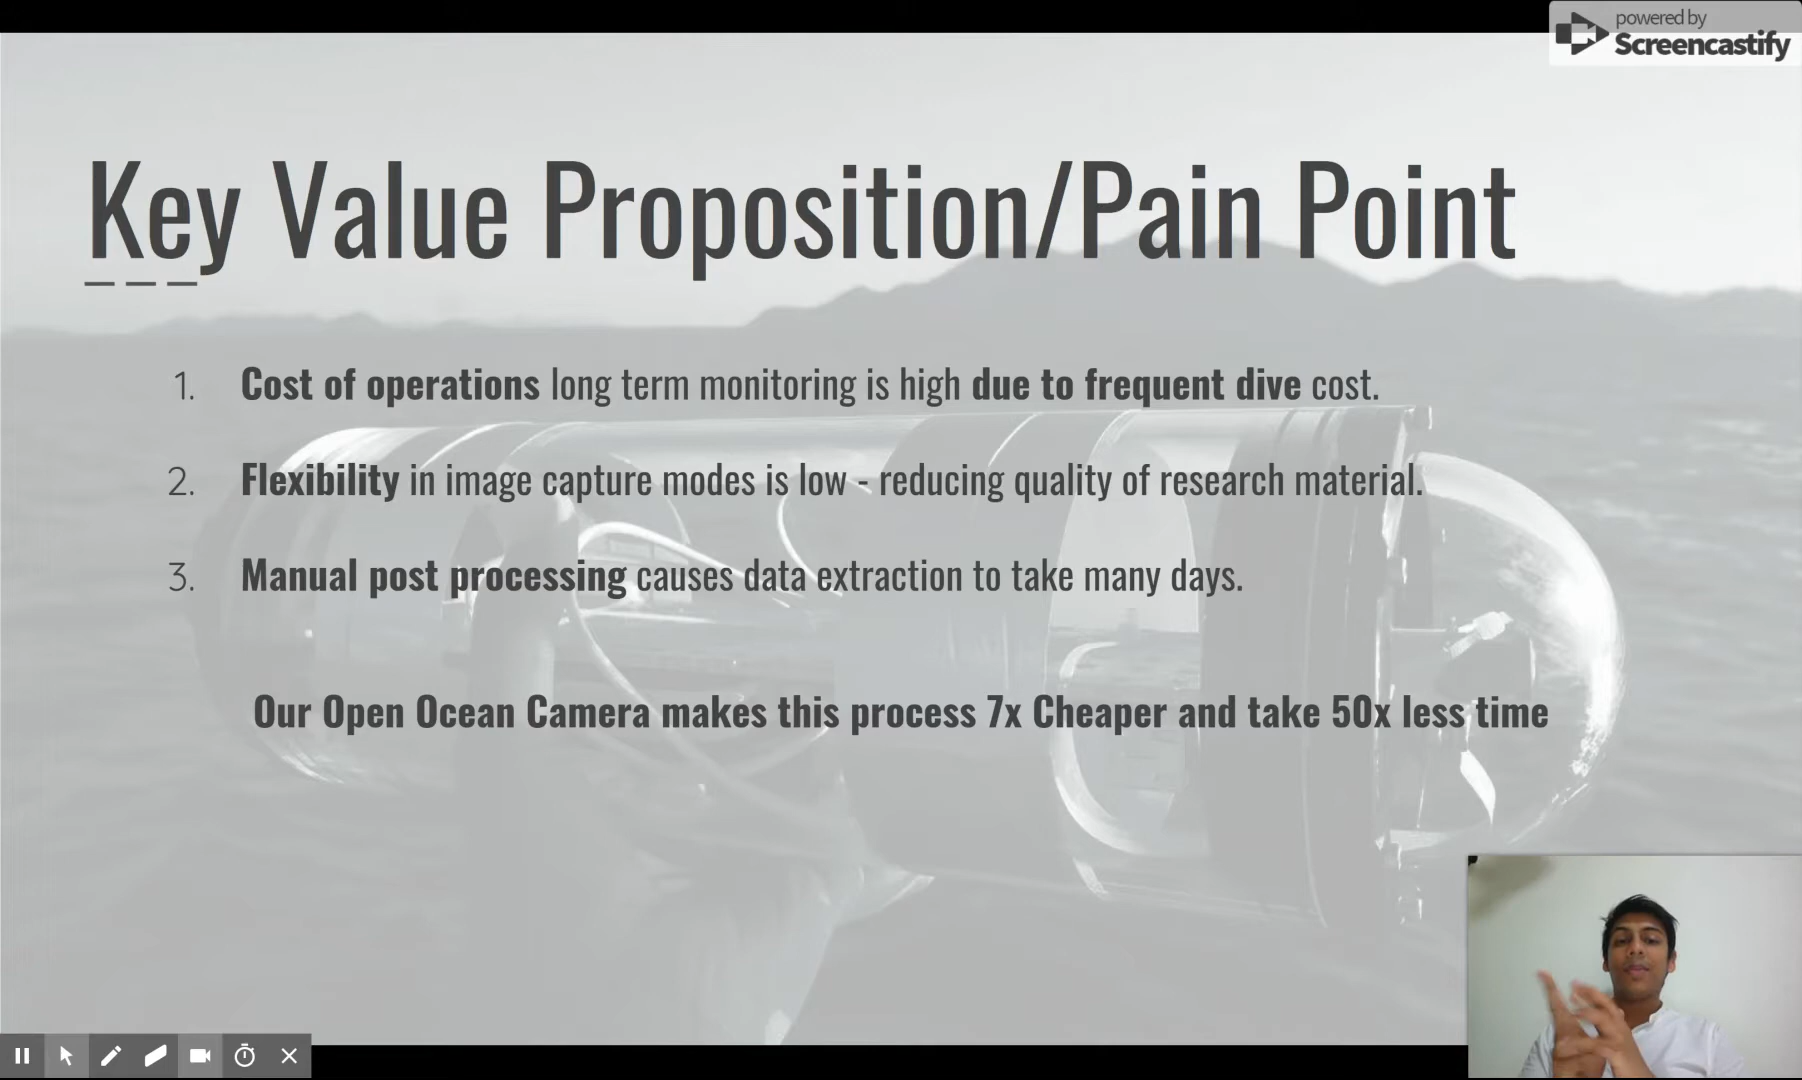 powered by
Screencastify
Key Value Proposition/Pain Point
1. Cost of operations long term monitoring is high due to frequent dive cost.
2. Flexibility in image capture modes is low - reducing quality of research material.
3. Manual post processing causes data extraction to take many days.
Our Open Ocean Camera makes this process 7x Cheaper and take 50x less time